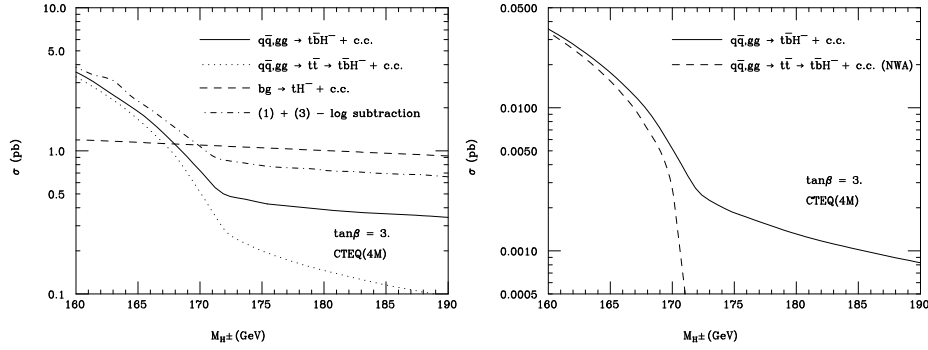 10.0
5.0
1.0
0.5
0.1
σ (pb)
qq̄,gg → tb̄H⁻ + c.c.
qq̄,gg → tt̄ → tb̄H⁻ + c.c.
bg → tH⁻ + c.c.
(1) + (3) − log subtraction
tanβ = 3.
CTEQ(4M)
160 165 170 175 180 185 190
M_H± (GeV)
0.0500
0.0100
0.0050
0.0010
0.0005
σ (pb)
qq̄,gg → tb̄H⁻ + c.c.
qq̄,gg → tt̄ → tb̄H⁻ + c.c. (NWA)
tanβ = 3.
CTEQ(4M)
160 165 170 175 180 185 190
M_H± (GeV)